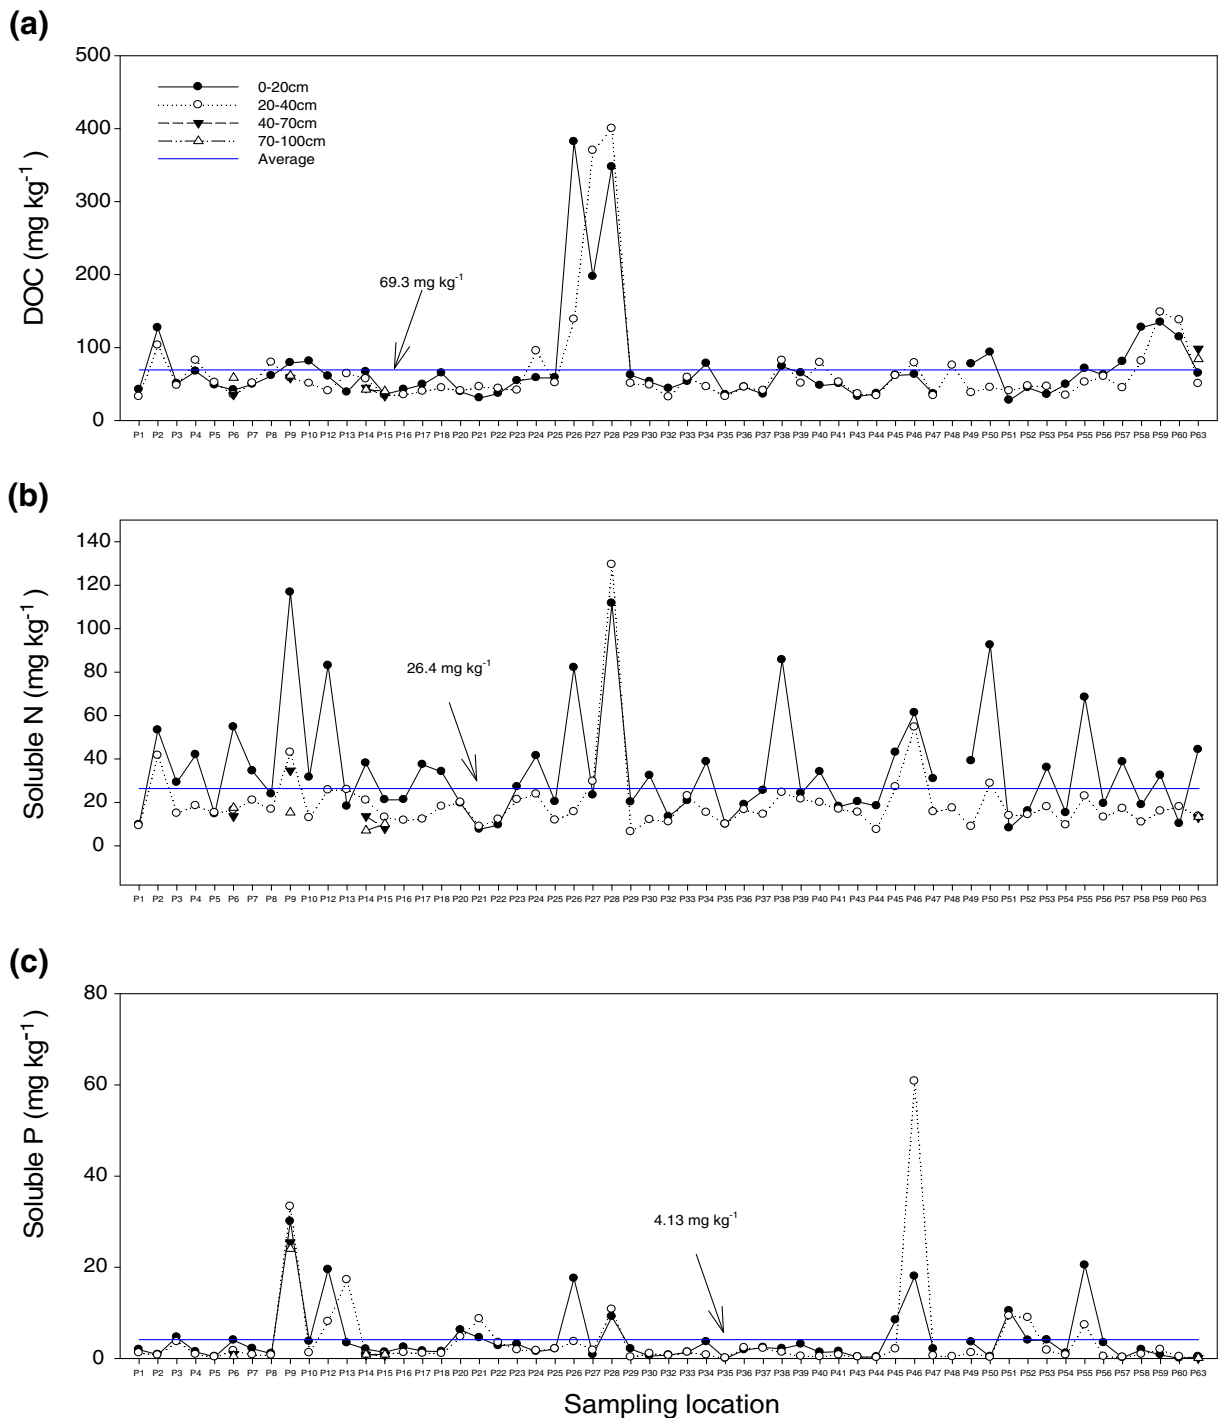 (a)
500
400
300
200
100
0
DOC (mg kg-1)
0-20cm
20-40cm
40-70cm
70-100cm
Average
69.3 mg kg-1
P1 P2 P3 P4 P5 P6 P7 P8 P9 P10 P12 P13 P14 P15 P16 P17 P18 P20 P21 P22 P23 P24 P25 P26 P27 P28 P29 P30 P32 P33 P34 P35 P36 P37 P38 P39 P40 P41 P43 P44 P45 P46 P47 P48 P49 P50 P51 P52 P53 P54 P55 P56 P57 P58 P59 P60 P63
(b)
140
120
100
80
60
40
20
0
Soluble N (mg kg-1)
26.4 mg kg-1
P1 P2 P3 P4 P5 P6 P7 P8 P9 P10 P12 P13 P14 P15 P16 P17 P18 P20 P21 P22 P23 P24 P25 P26 P27 P28 P29 P30 P32 P33 P34 P35 P36 P37 P38 P39 P40 P41 P43 P44 P45 P46 P47 P48 P49 P50 P51 P52 P53 P54 P55 P56 P57 P58 P59 P60 P63
(c)
80
60
40
20
0
Soluble P (mg kg-1)
4.13 mg kg-1
P1 P2 P3 P4 P5 P6 P7 P8 P9 P10 P12 P13 P14 P15 P16 P17 P18 P20 P21 P22 P23 P24 P25 P26 P27 P28 P29 P30 P32 P33 P34 P35 P36 P37 P38 P39 P40 P41 P43 P44 P45 P46 P47 P48 P49 P50 P51 P52 P53 P54 P55 P56 P57 P58 P59 P60 P63
Sampling location